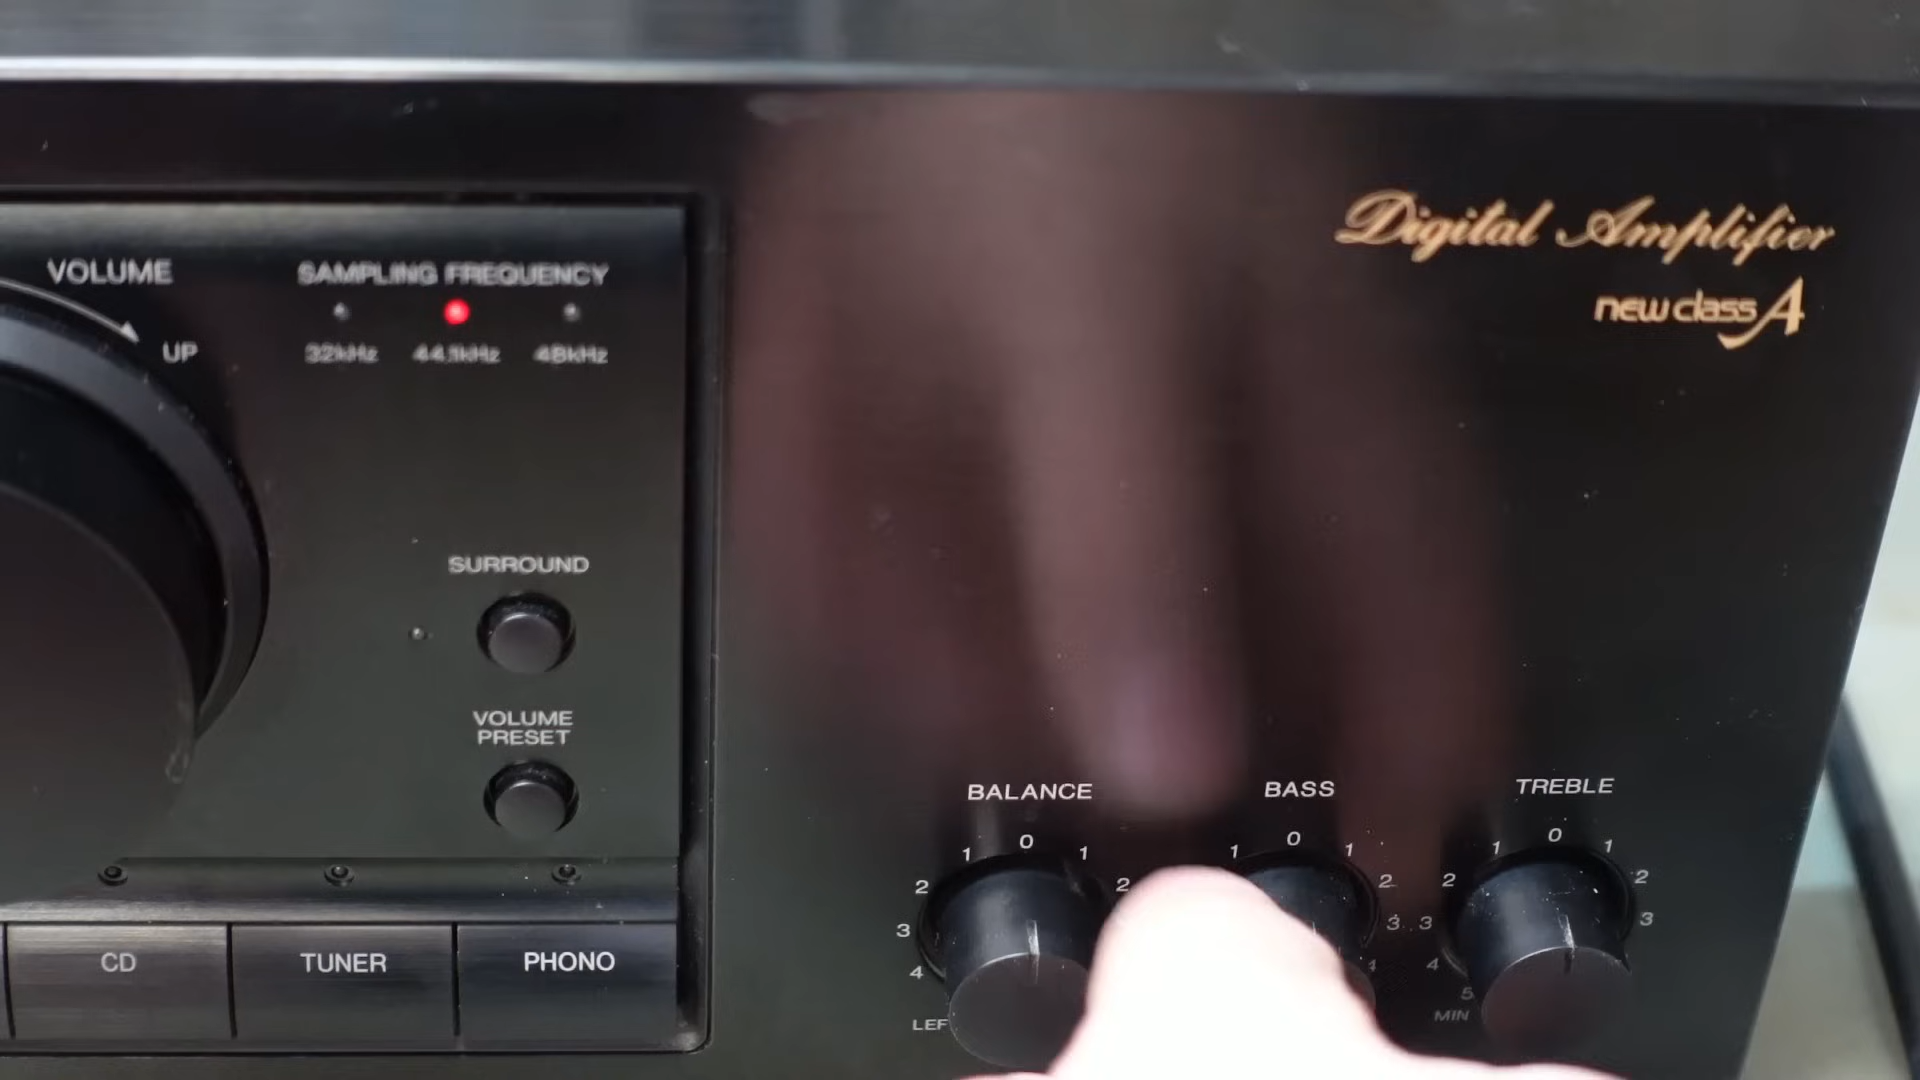 Digital Amplifier
new class A
VOLUME
UP
SAMPLING FREQUENCY
32kHz 44.1kHz 48kHz
SURROUND
VOLUME
PRESET
CD TUNER PHONO
BALANCE
0
1 1
2 2
3
4
BASS
0
1 1
2
3
4
TREBLE
0
1 1
2 2
3 3
4
5
MIN